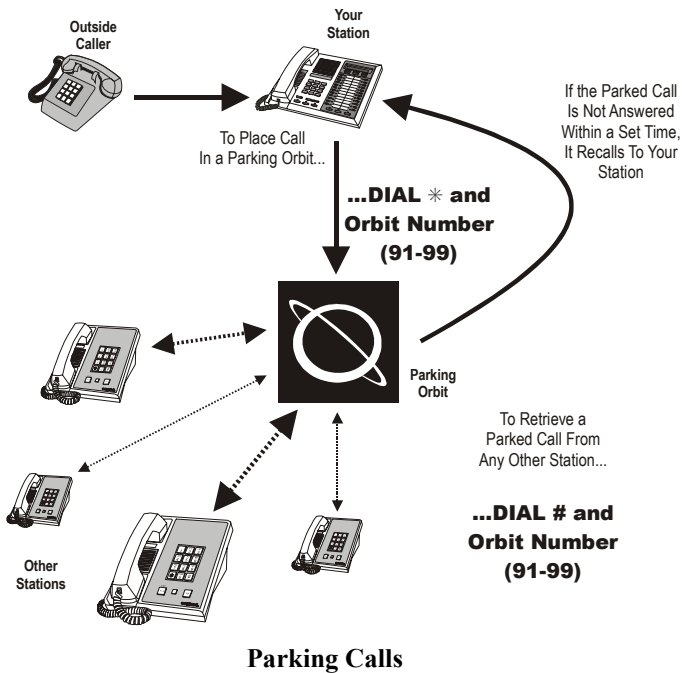 Outside
Caller
Your
Station
To Place Call
In a Parking Orbit...
If the Parked Call
Is Not Answered
Within a Set Time,
It Recalls To Your
Station
...DIAL ✳ and
Orbit Number
(91-99)
Parking
Orbit
To Retrieve a
Parked Call From
Any Other Station...
...DIAL # and
Orbit Number
(91-99)
Other
Stations
Parking Calls